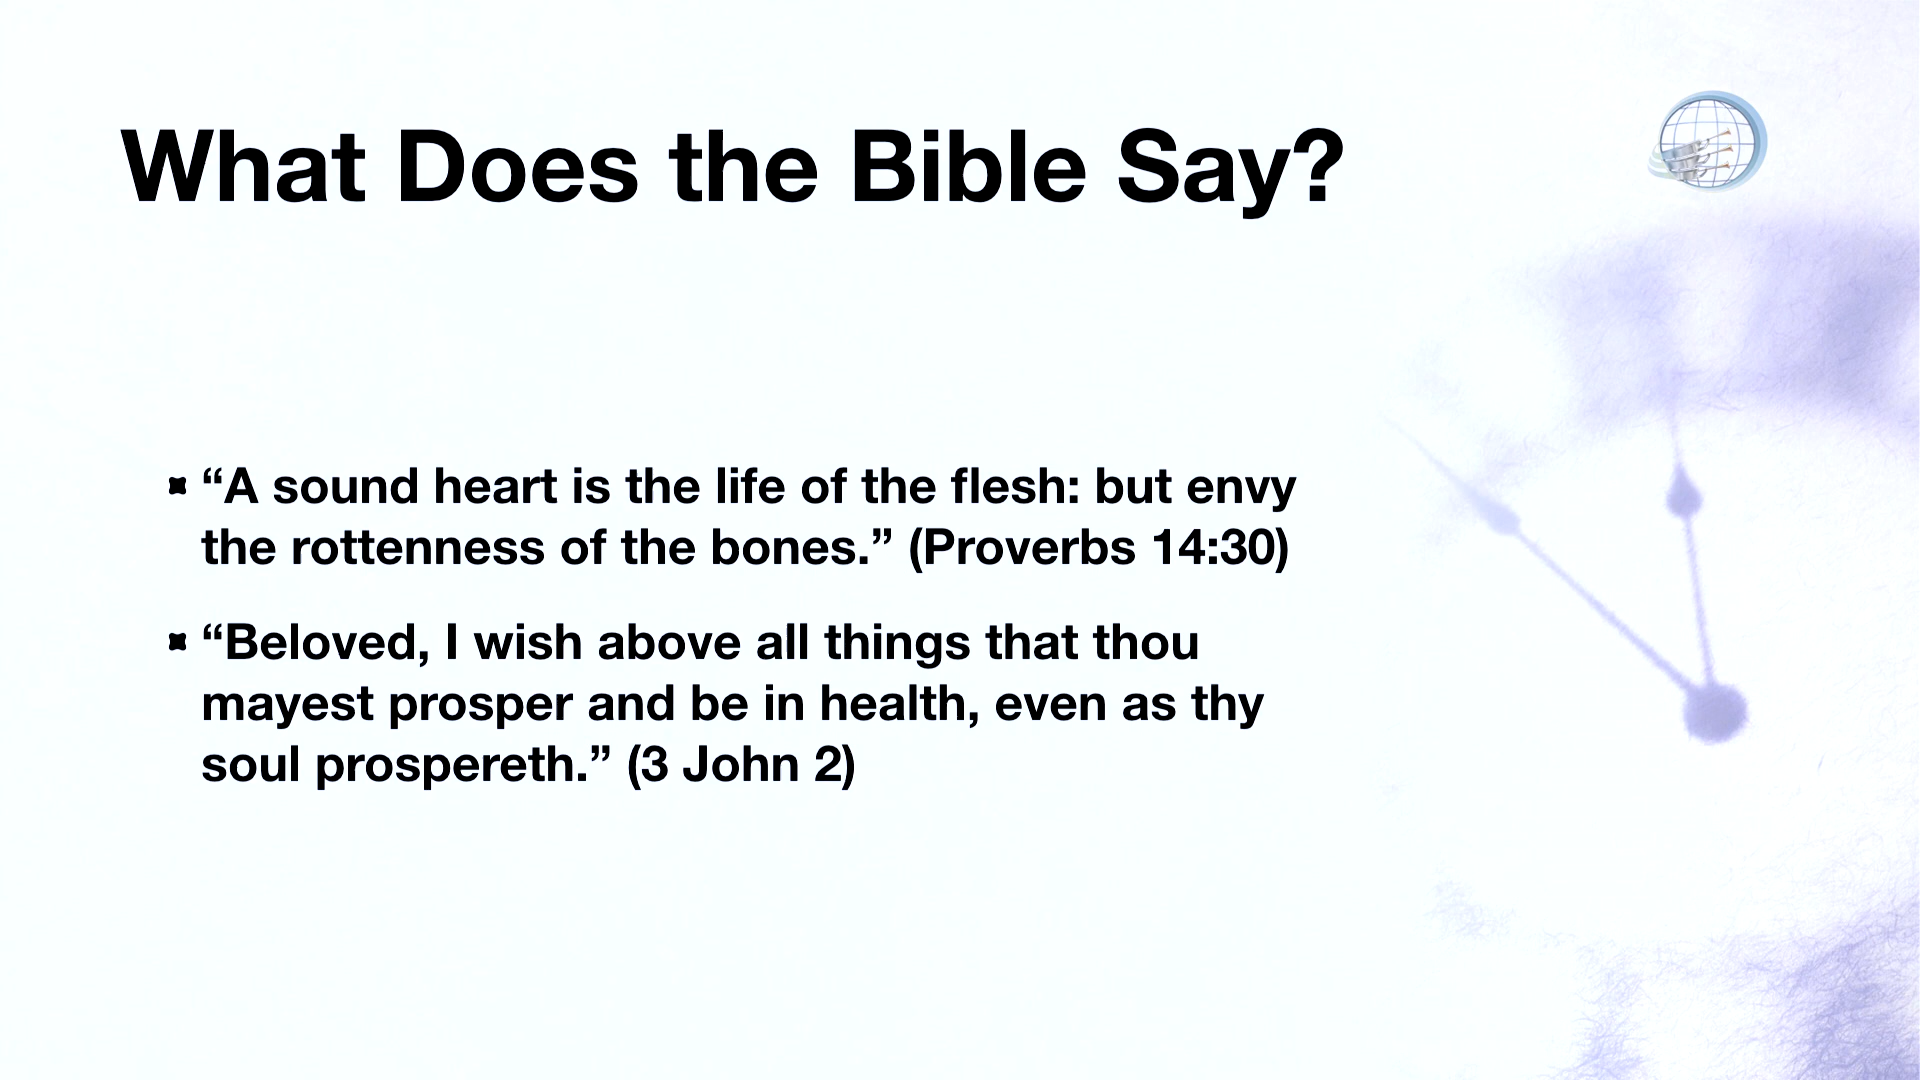 What Does the Bible Say?
“A sound heart is the life of the flesh: but envy
the rottenness of the bones.” (Proverbs 14:30)
“Beloved, I wish above all things that thou
mayest prosper and be in health, even as thy
soul prospereth.” (3 John 2)